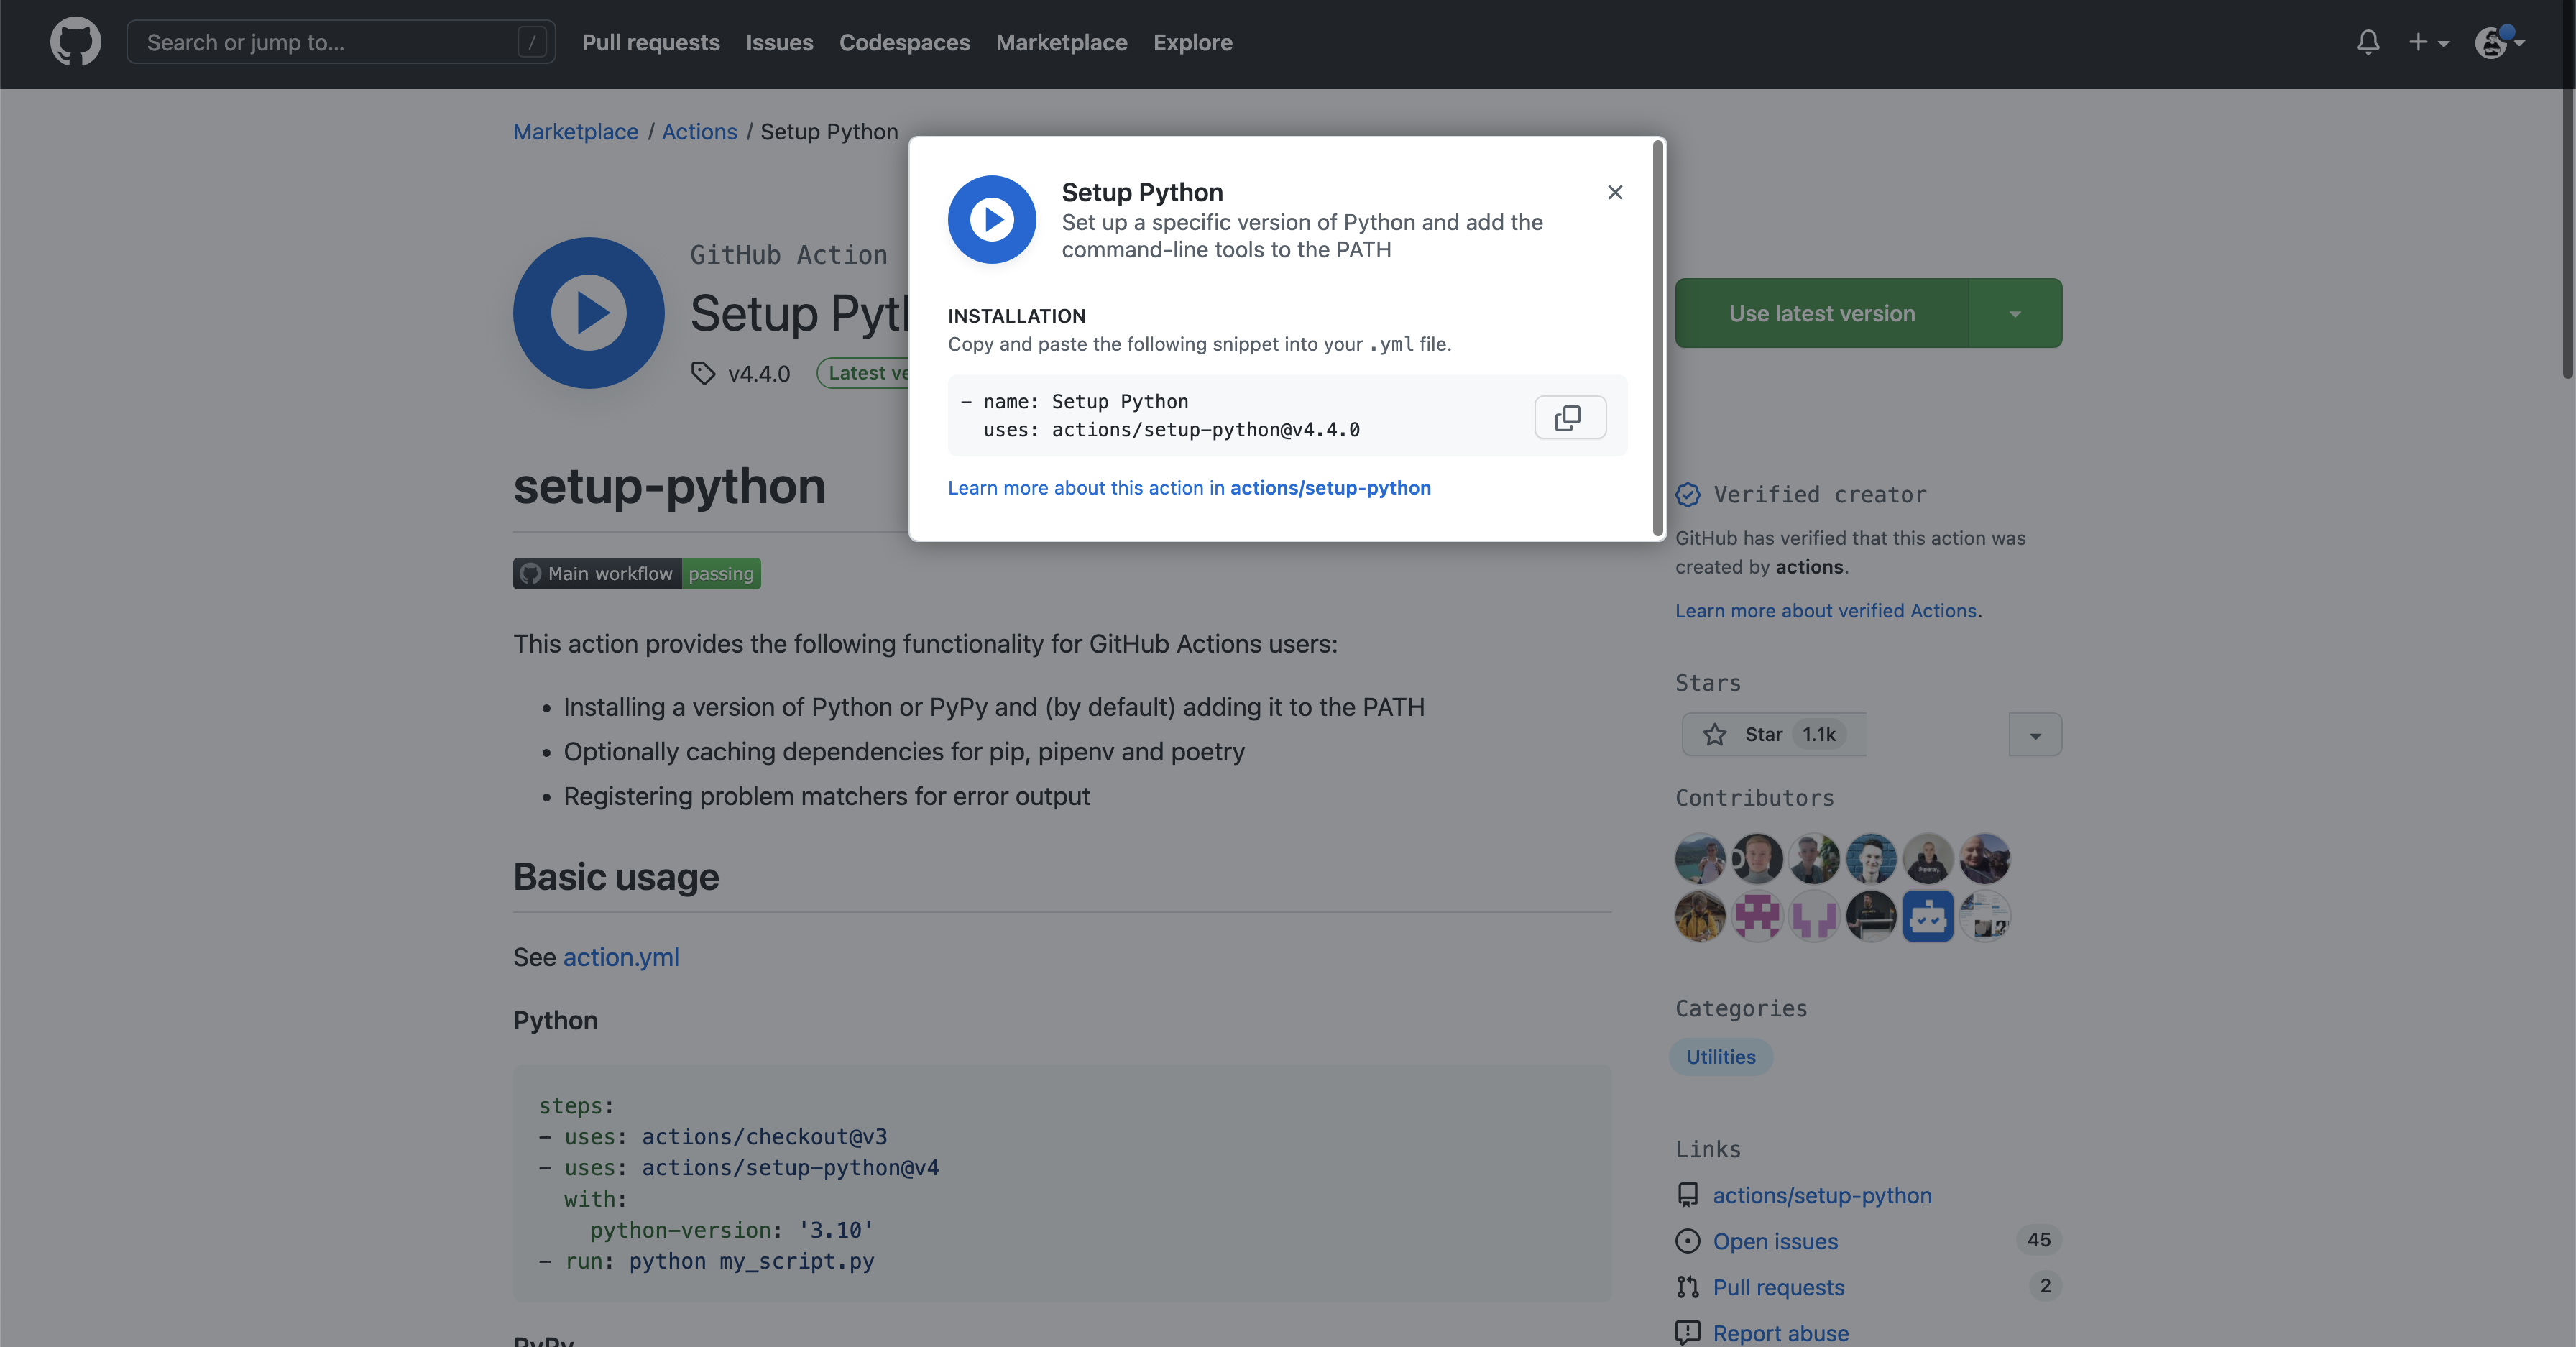 Search or jump to...
/
Pull requests
Issues
Codespaces
Marketplace
Explore
Marketplace / Actions / Setup Python
GitHub Action
Setup Pyt
v4.4.0
Latest ve
Setup Python
Set up a specific version of Python and add the
command-line tools to the PATH
INSTALLATION
Copy and paste the following snippet into your .yml file.
- name: Setup Python
uses: actions/setup-python@v4.4.0
Learn more about this action in actions/setup-python
Use latest version
setup-python
Main workflow passing
This action provides the following functionality for GitHub Actions users:
• Installing a version of Python or PyPy and (by default) adding it to the PATH
• Optionally caching dependencies for pip, pipenv and poetry
• Registering problem matchers for error output
Basic usage
See action.yml
Python
steps:
- uses: actions/checkout@v3
- uses: actions/setup-python@v4
with:
python-version: '3.10'
- run: python my_script.py
PyPy
Verified creator
GitHub has verified that this action was
created by actions.
Learn more about verified Actions.
Stars
Star 1.1k
Contributors
Categories
Utilities
Links
actions/setup-python
Open issues 45
Pull requests 2
Report abuse